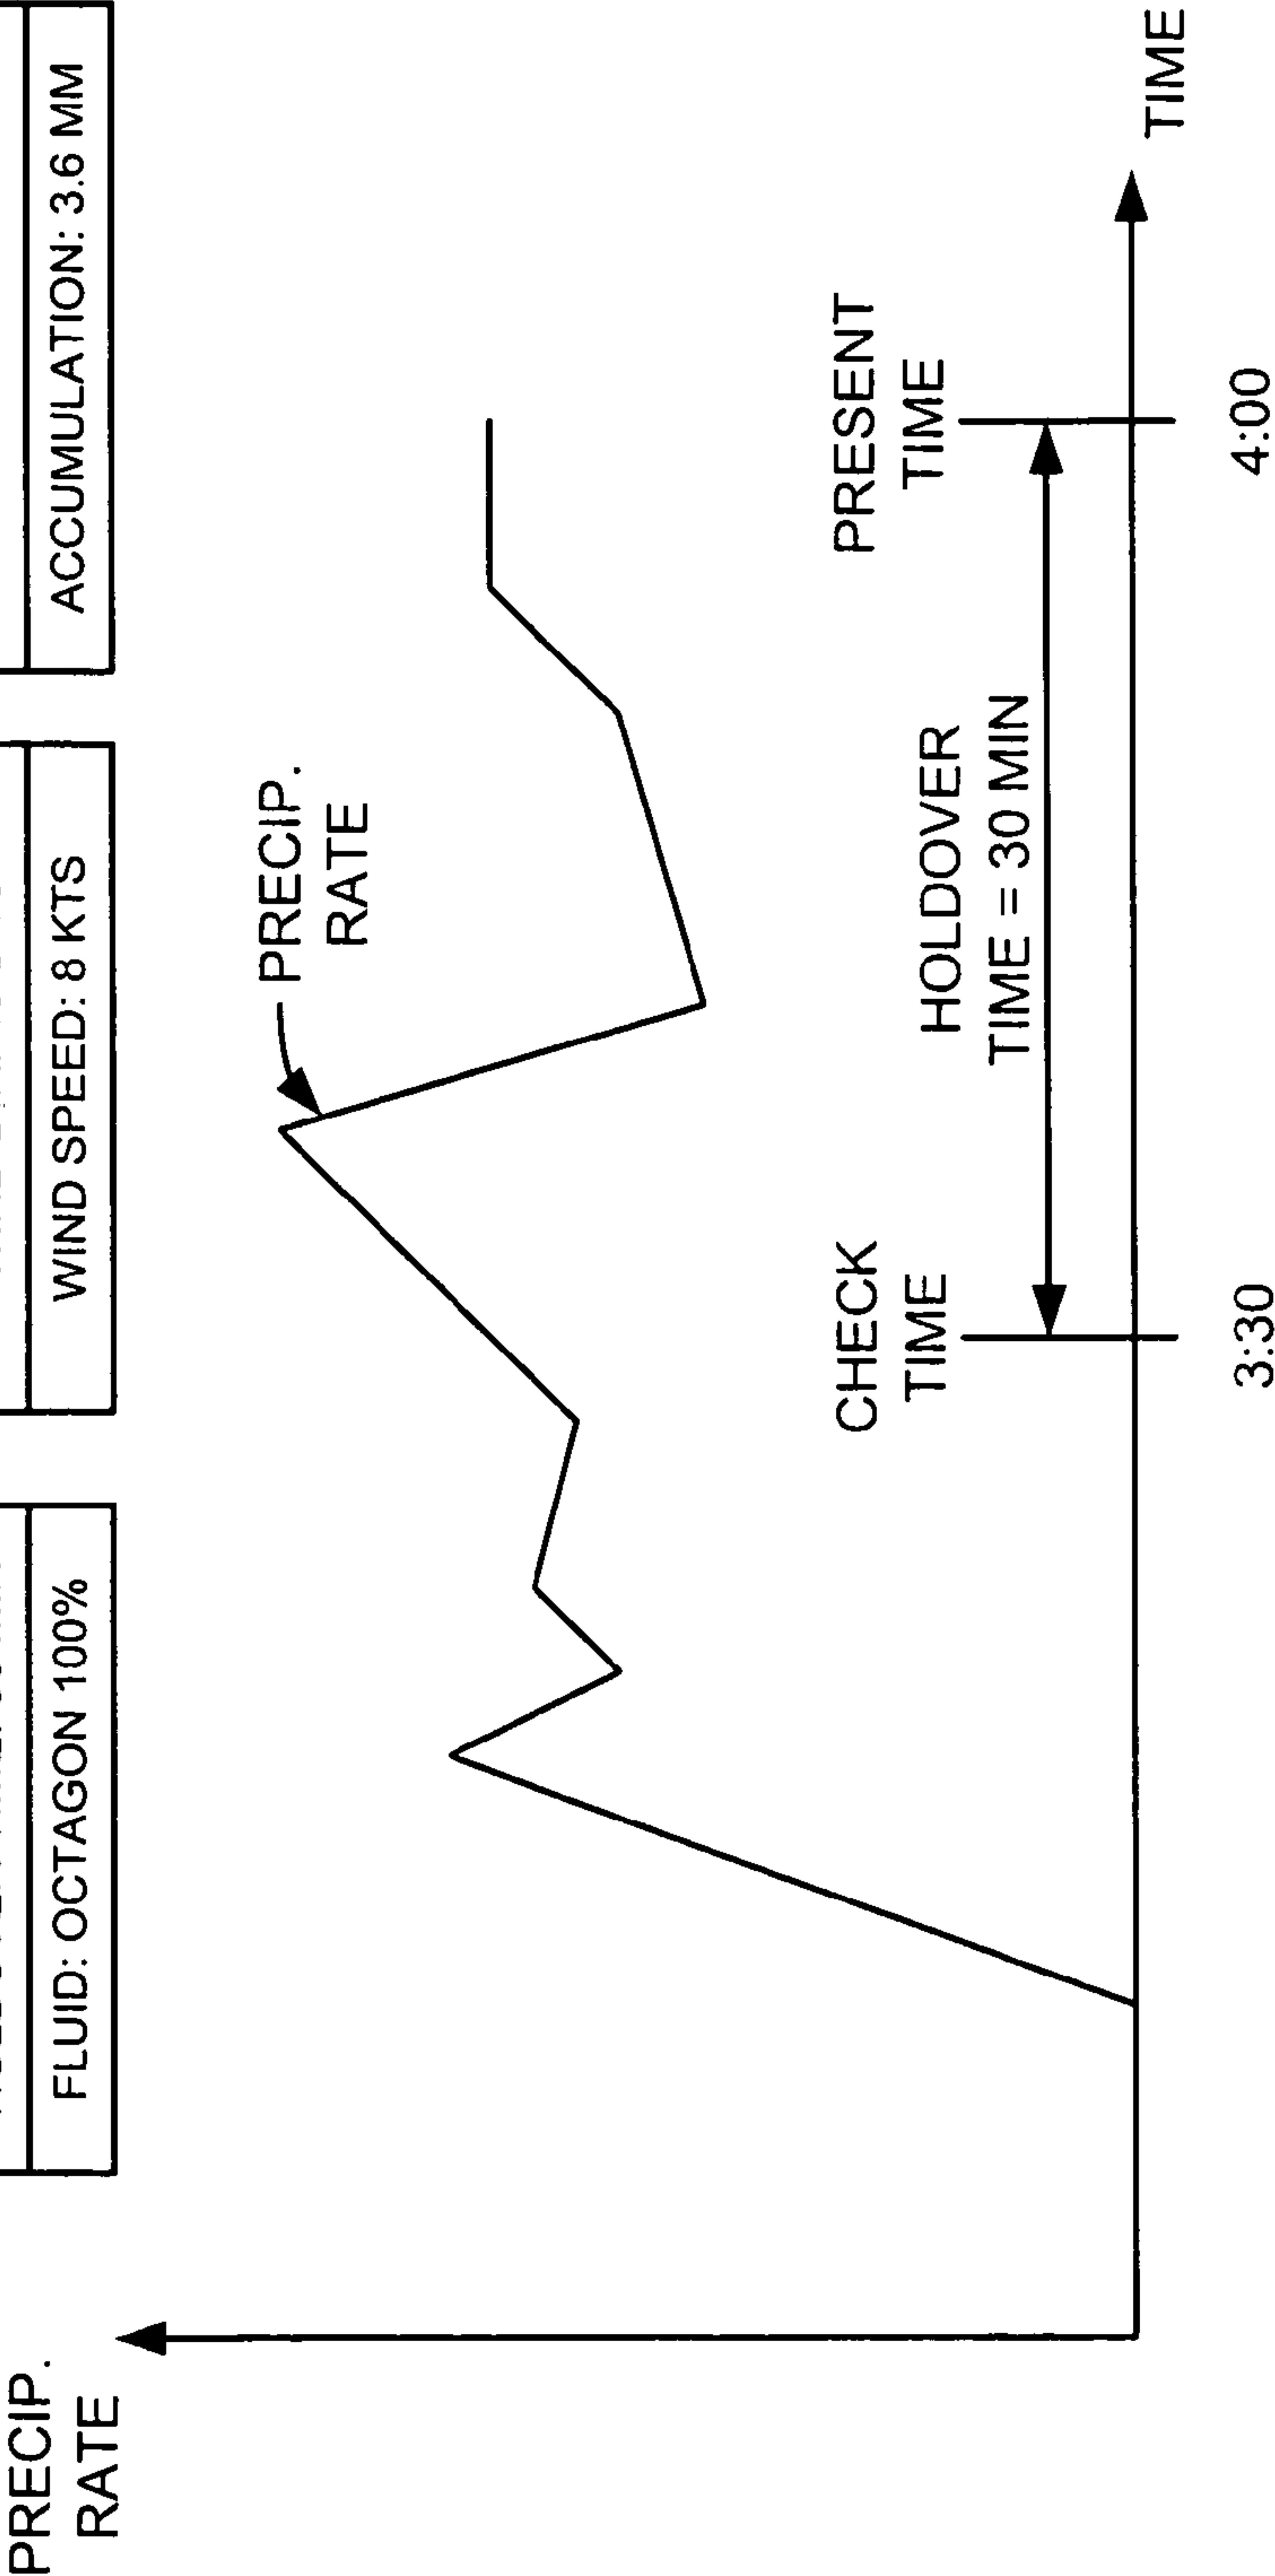 FLUID: OCTAGON 100%
WIND SPEED: 8 KTS
ACCUMULATION: 3.6 MM
PRECIP.
RATE
PRECIP.
RATE
CHECK
TIME
PRESENT
TIME
HOLDOVER
TIME = 30 MIN
TIME
3:30
4:00